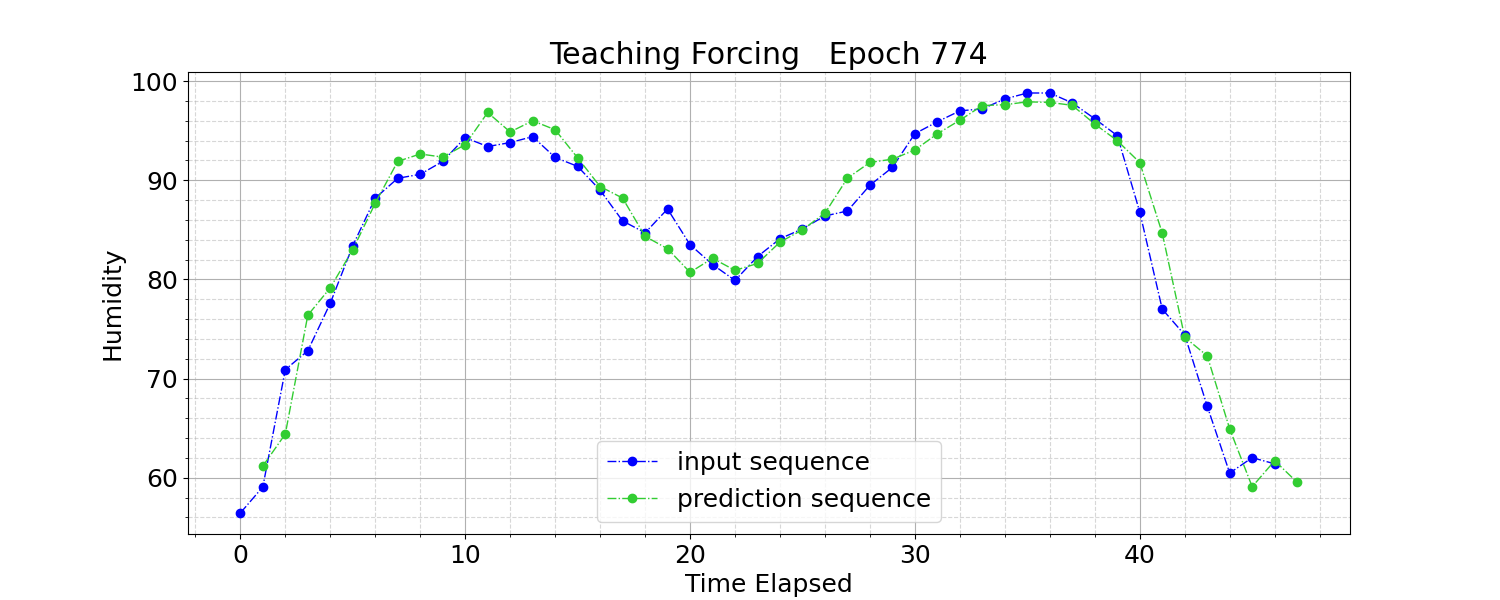 Teaching Forcing   Epoch 774
100
90
80
70
60
Humidity
input sequence
prediction sequence
0 10 20 30 40
Time Elapsed